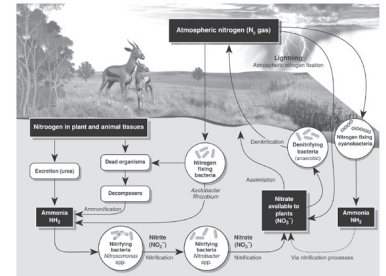 Atmospheric nitrogen (N₂ gas)
Lightning
Atmospheric nitrogen fixation
Nitroogen in plant and animal tissues
Denitrification
Denitrifying
bacteria
(anaerobic)
Nitrogen fixing
cyanobacteria
Excretion (urea)
Dead organisms
Nitrogen
fixing
bacteria
Azotobacter
Rhizobium
Decomposers
Assimilation
Ammonification
Ammonia
NH₃
Nitrate
available to
plants
(NO₃⁻)
Ammonia
NH₃
Nitrifying
bacteria
Nitrosomonas
spp.
Nitrite
(NO₂⁻)
Nitrification
Nitrifying
bacteria
Nitrobacter
spp.
Nitrate
(NO₃⁻)
Nitrification
Via nitrification processes